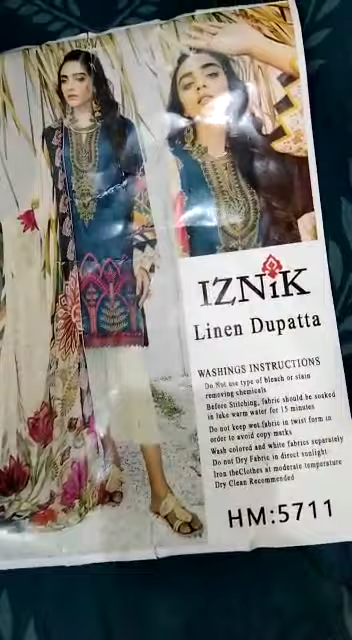 IZNiK
Linen Dupatta
WASHINGS INSTRUCTIONS
Do Not use type of bleach or stain
removing chemicals
Before Stitching, fabric should be soaked
in luke warm water for 15 minutes
Do not keep wet fabric in twist form in
order to avoid copy marks
Wash colored and white fabrics separately
Do not Dry Fabric in direct sunlight
Iron theClothes at moderate temperature
Dry Clean Recommended
HM:5711